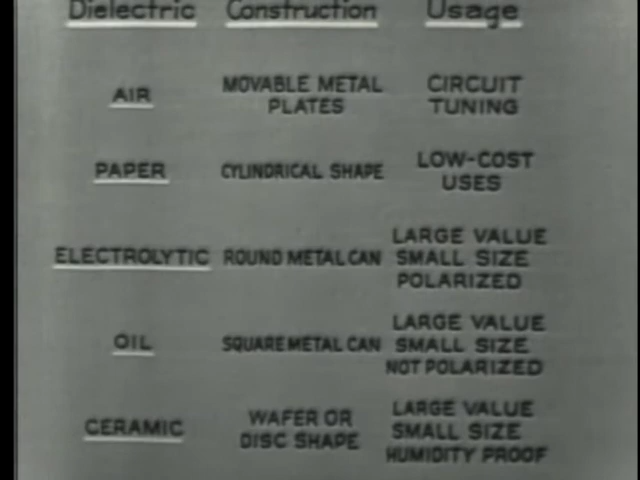 Dielectric Construction Usage
AIR MOVABLE METAL PLATES CIRCUIT TUNING
PAPER CYLINDRICAL SHAPE LOW-COST USES
ELECTROLYTIC ROUND METAL CAN LARGE VALUE SMALL SIZE POLARIZED
OIL SQUARE METAL CAN LARGE VALUE SMALL SIZE NOT POLARIZED
CERAMIC WAFER OR DISC SHAPE LARGE VALUE SMALL SIZE HUMIDITY PROOF